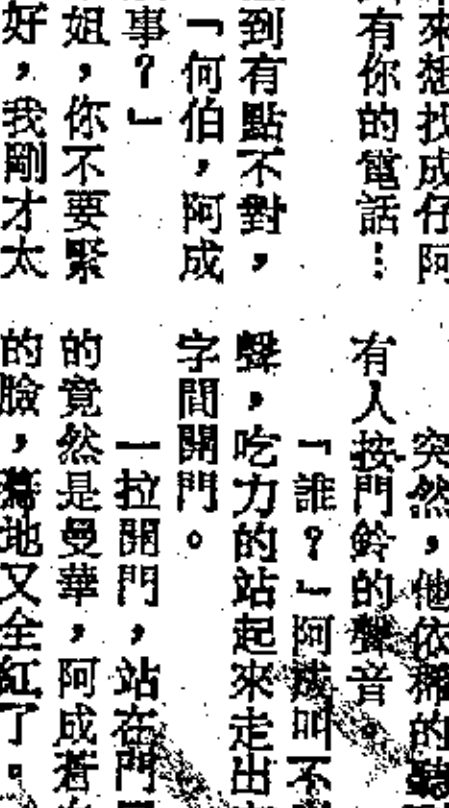 來想找成仔阿
有你的電話…
到有點不對，
「何伯，阿成
事？」
姐，你不要緊
好，我剛才太
突然，他依稀的聽
有人按門鈴的聲音。
「誰？」阿成叫不
聲，吃力的站起來走出
字間開門。
一拉開門，站在門
的竟然是曼華，阿成蒼
的臉，驀地又全紅了。